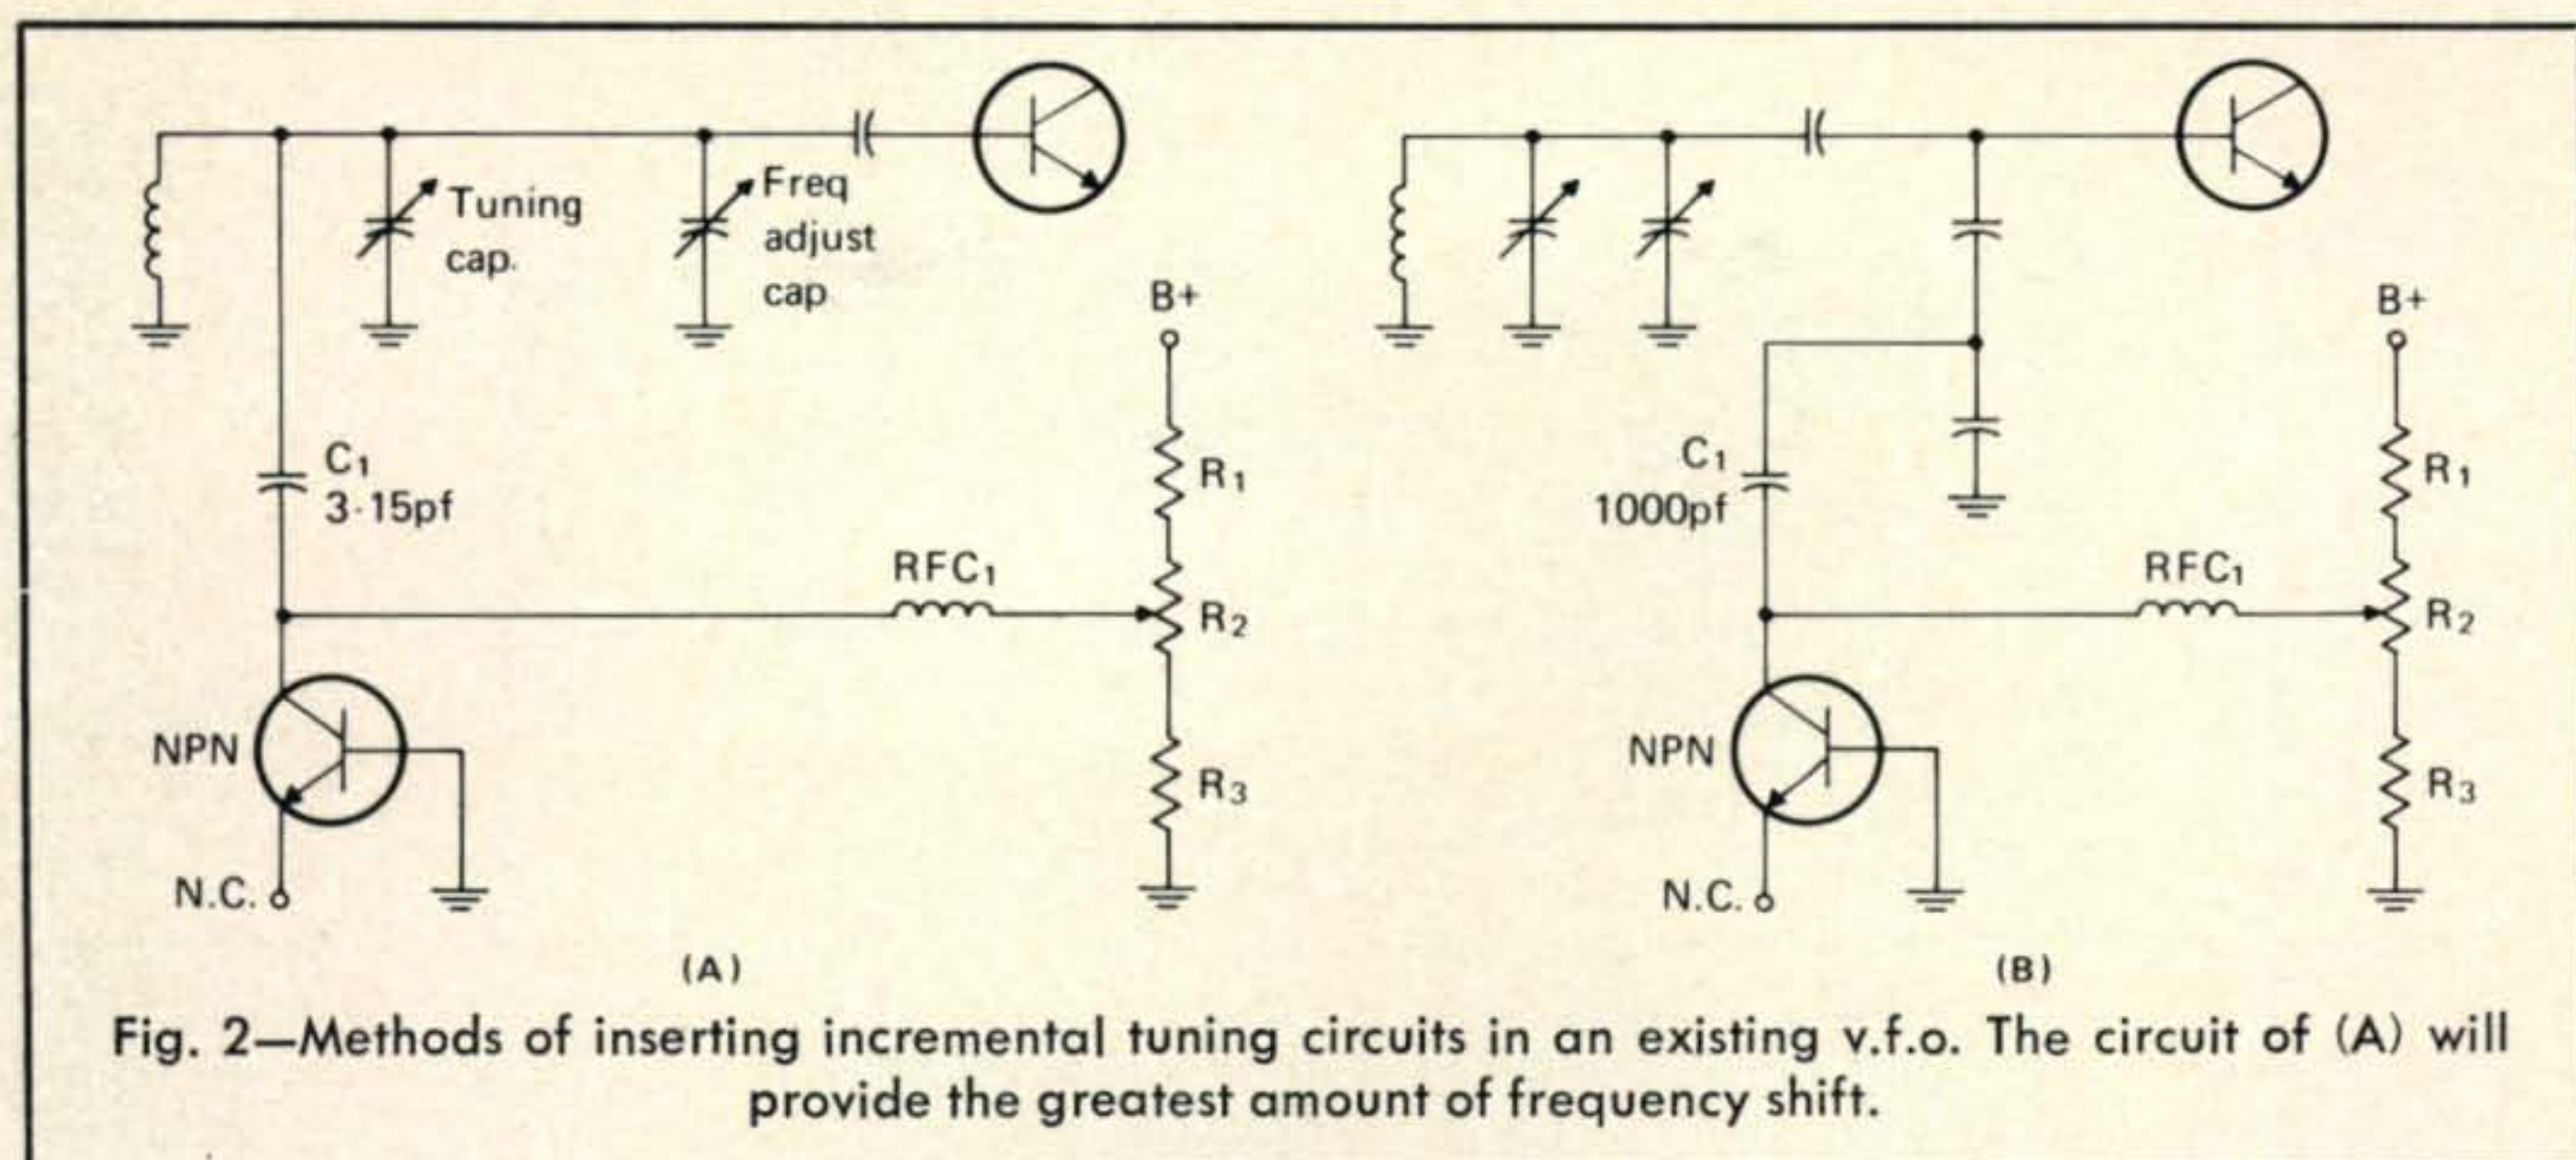 Tuning
cap.
Freq
adjust
cap
B+
C1
3-15pf
RFC1
R1
R2
R3
NPN
N.C.
(A)
B+
C1
1000pf
RFC1
R1
R2
R3
NPN
N.C.
(B)
Fig. 2—Methods of inserting incremental tuning circuits in an existing v.f.o. The circuit of (A) will
provide the greatest amount of frequency shift.